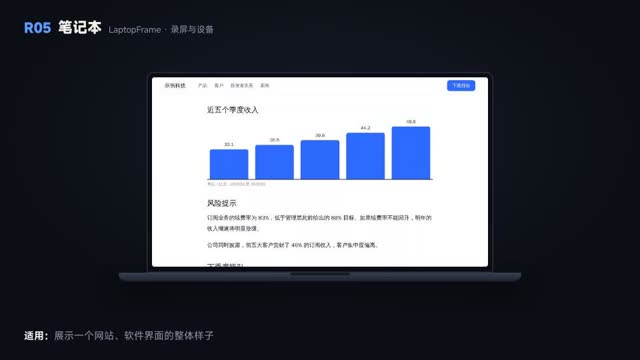 R05 笔记本 LaptopFrame · 录屏与设备
示例科技 产品 客户 投资者关系 新闻 下载报告
近五个季度收入
33.1 35.5 39.8 44.2 48.6
风险提示
订阅业务的续费率为 83%，低于管理层此前给出的 88% 目标。如果续费率不能回升，明年的
收入增速将明显放缓。
公司同时披露，前五大客户贡献了 46% 的订阅收入，客户集中度偏高。
适用：展示一个网站、软件界面的整体样子